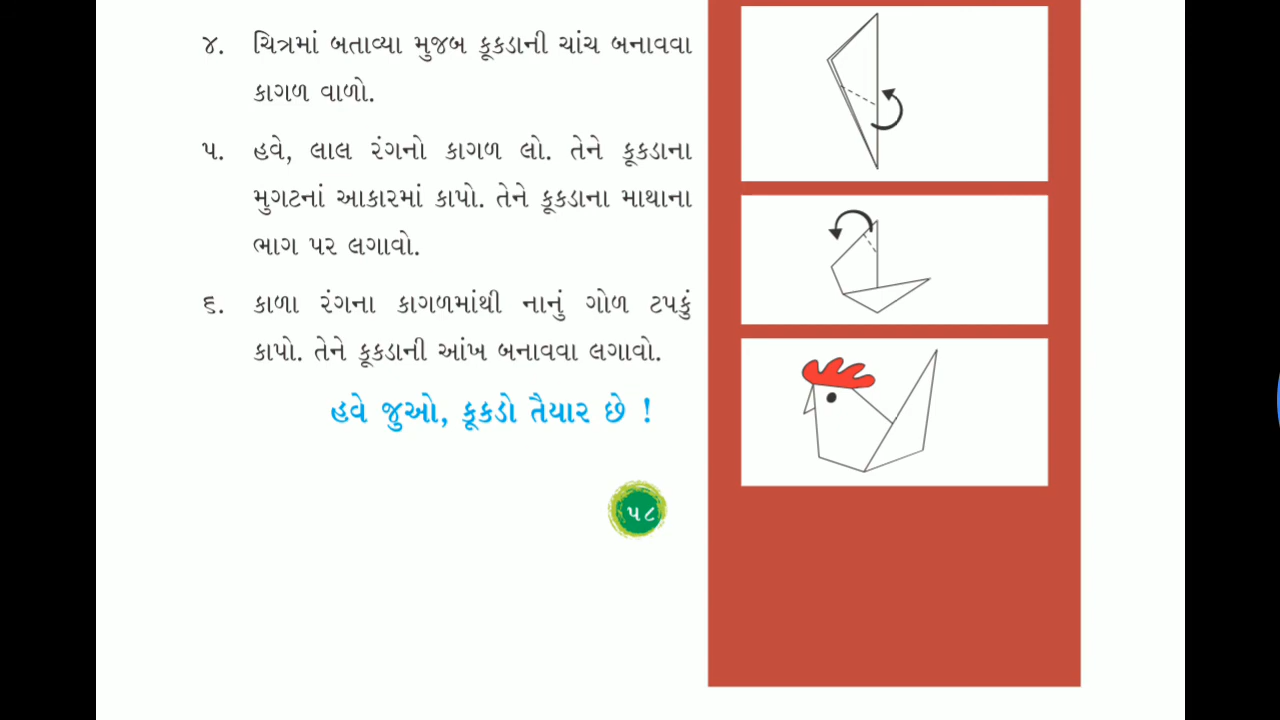 ૪. ચિત્રમાં બતાવ્યા મુજબ કૂકડાની ચાંચ બનાવવા
કાગળ વાળો.
૫. હવે, લાલ રંગનો કાગળ લો. તેને કૂકડાના
મુગટનાં આકારમાં કાપો. તેને કૂકડાના માથાના
ભાગ પર લગાવો.
૬. કાળા રંગના કાગળમાંથી નાનું ગોળ ટપકું
કાપો. તેને કૂકડાની આંખ બનાવવા લગાવો.
હવે જુઓ, કૂકડો તૈયાર છે !
૫૮